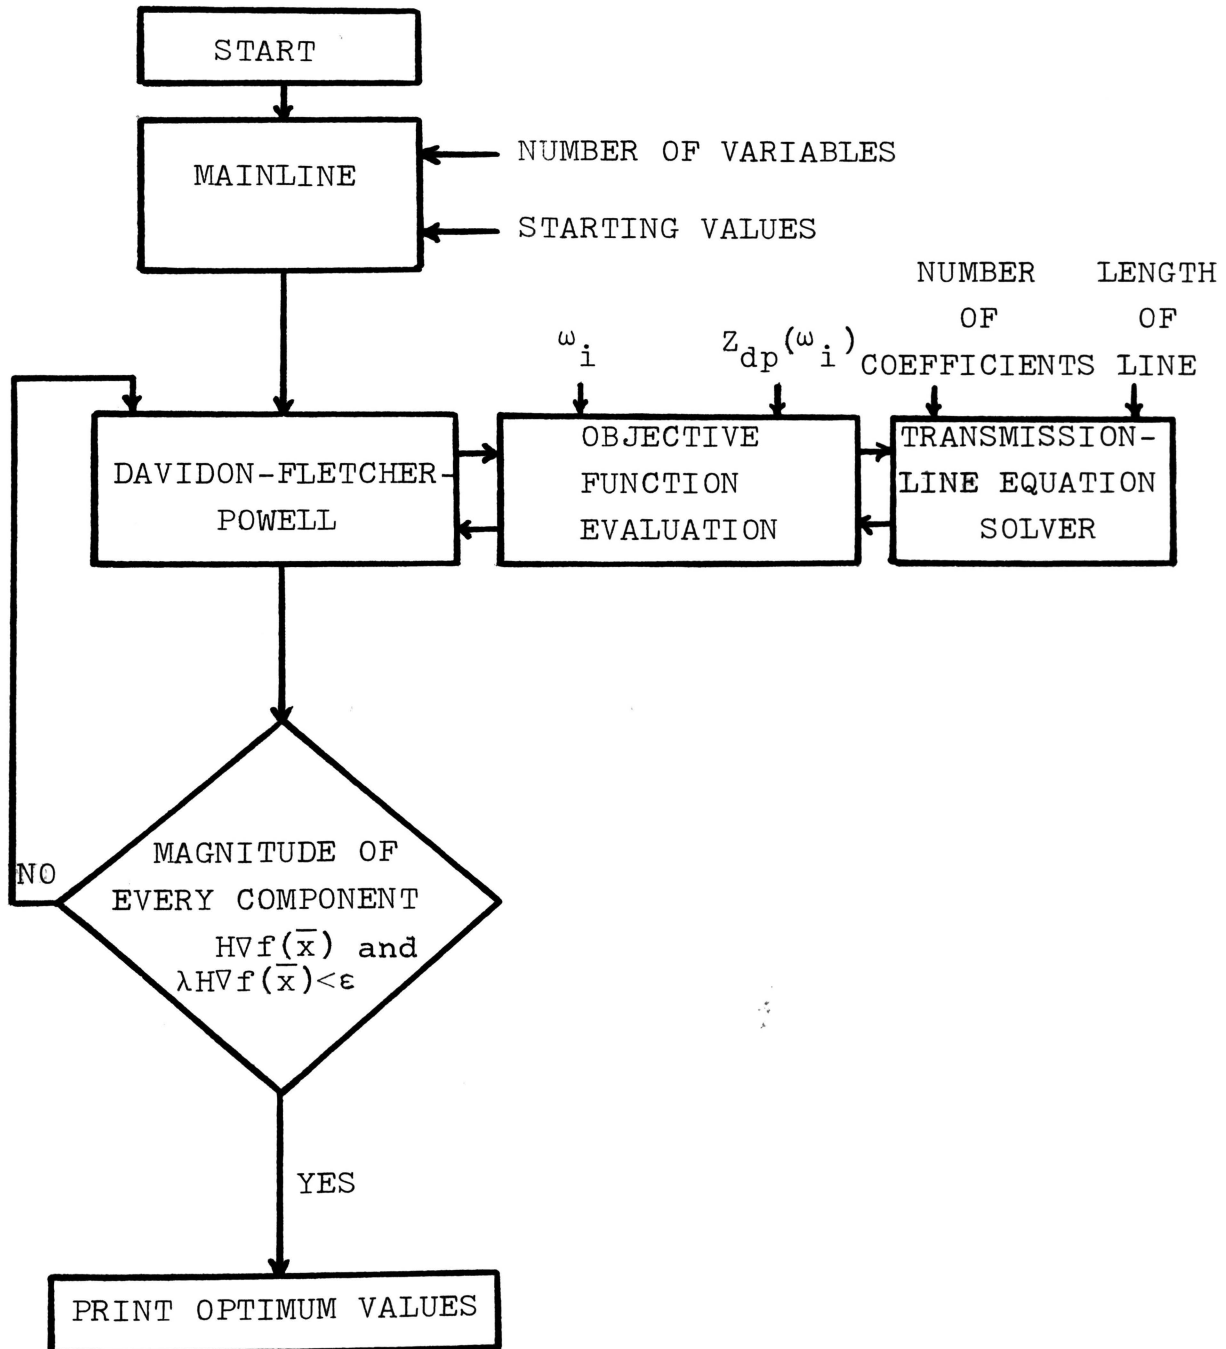 START
MAINLINE
NUMBER OF VARIABLES
STARTING VALUES
NUMBER
OF
COEFFICIENTS
LENGTH
OF
LINE
ω_i
Z_dp(ω_i)
DAVIDON-FLETCHER-
POWELL
OBJECTIVE
FUNCTION
EVALUATION
TRANSMISSION-
LINE EQUATION
SOLVER
MAGNITUDE OF
EVERY COMPONENT
H∇f(x̅) and
λH∇f(x̅)<ε
NO
YES
PRINT OPTIMUM VALUES